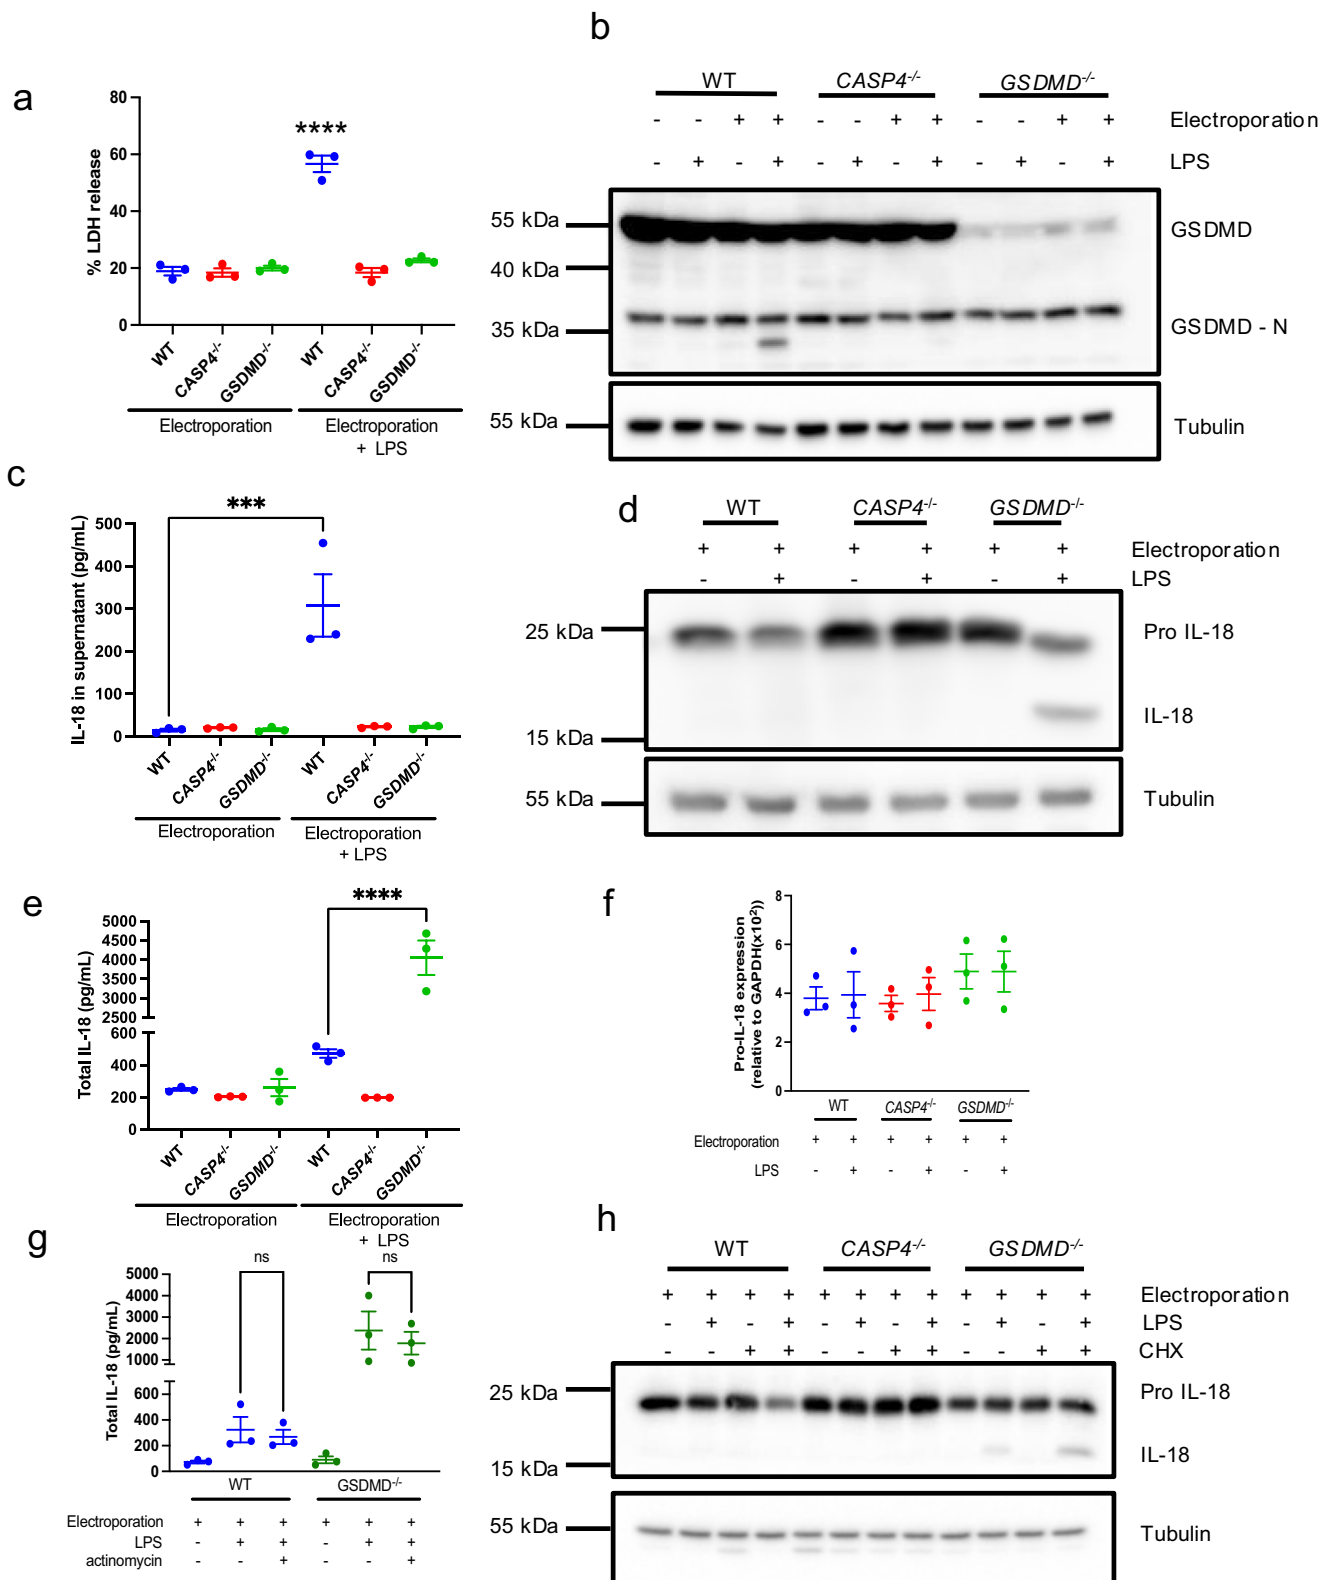 a
% LDH release
80
60
40
20
0
****
WT
CASP4-/-
GSDMD-/-
WT
CASP4-/-
GSDMD-/-
Electroporation
Electroporation
+ LPS
b
WT CASP4-/- GSDMD-/-
- - + + - - + + - - + + Electroporation
- + - + - + - + - + - + LPS
55 kDa
40 kDa
35 kDa
GSDMD
GSDMD - N
55 kDa
Tubulin
c
IL-18 in supernatant (pg/mL)
500
400
300
200
100
0
***
WT
CASP4-/-
GSDMD-/-
WT
CASP4-/-
GSDMD-/-
Electroporation
Electroporation
+ LPS
d
WT CASP4-/- GSDMD-/-
+ + + + + + Electroporation
- + - + - + LPS
25 kDa
15 kDa
Pro IL-18
IL-18
55 kDa
Tubulin
e
Total IL-18 (pg/mL)
5000
4500
4000
3500
3000
2500
600
400
200
0
****
WT
CASP4-/-
GSDMD-/-
WT
CASP4-/-
GSDMD-/-
Electroporation
Electroporation
+ LPS
f
Pro-IL-18 expression
(relative to GAPDH(x10²))
8
6
4
2
0
WT CASP4-/- GSDMD-/-
Electroporation + + + + + +
LPS - + - + - +
g
Total IL-18 (pg/mL)
5000
4000
3000
2000
1000
600
400
200
0
ns
ns
WT GSDMD-/-
Electroporation + + + + + +
LPS - + + - + +
actinomycin - - + - - +
h
WT CASP4-/- GSDMD-/-
+ + + + + + + + + + + + Electroporation
- + - + - + - + - + - + LPS
- - + + - - + + - - + + CHX
25 kDa
15 kDa
Pro IL-18
IL-18
55 kDa
Tubulin